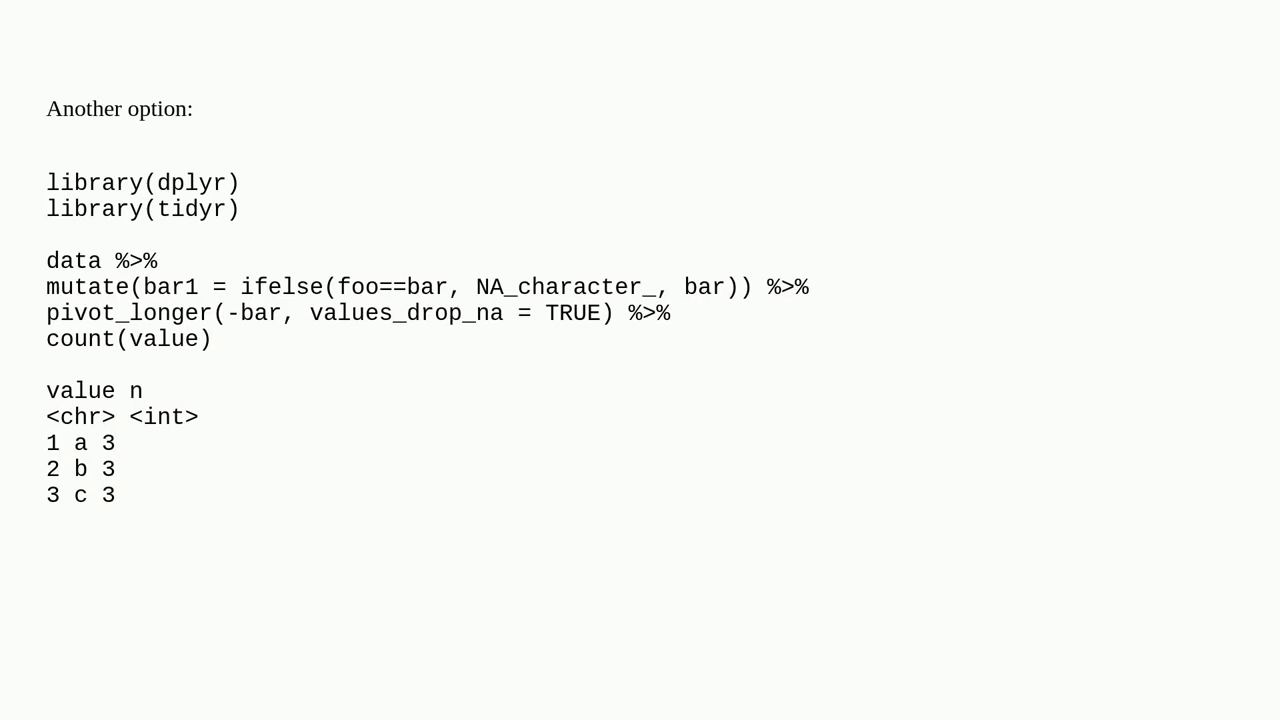 Another option:
library(dplyr)
library(tidyr)
data %>%
mutate(bar1 = ifelse(foo==bar, NA_character_, bar)) %>%
pivot_longer(-bar, values_drop_na = TRUE) %>%
count(value)
value n
<chr> <int>
1 a 3
2 b 3
3 c 3